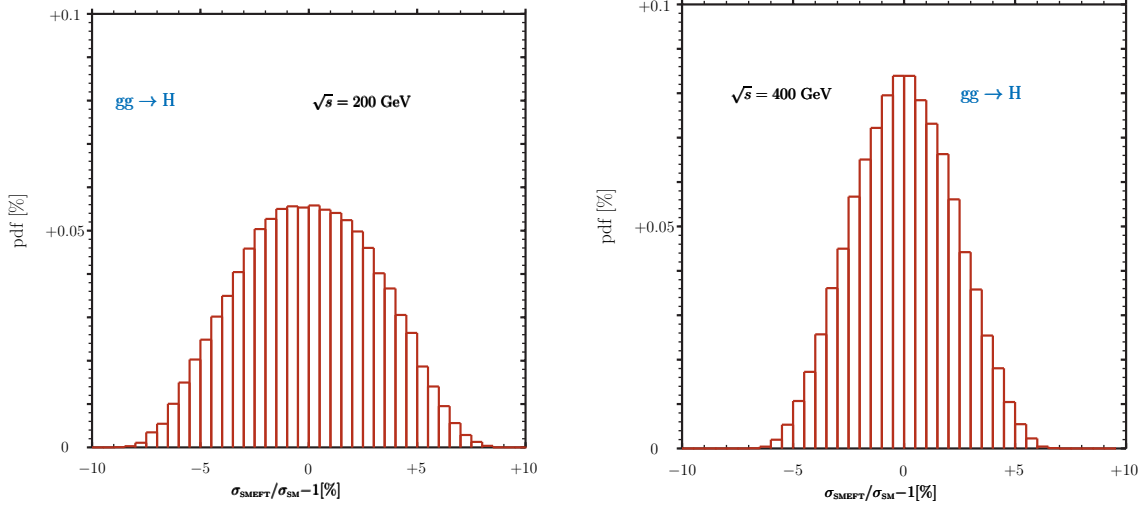 +0.1
gg → H
√s = 200 GeV
pdf [%]
+0.05
0
−10 −5 0 +5 +10
σSMEFT/σSM−1[%]
+0.1
√s = 400 GeV
gg → H
pdf [%]
+0.05
0
−10 −5 0 +5 +10
σSMEFT/σSM−1[%]